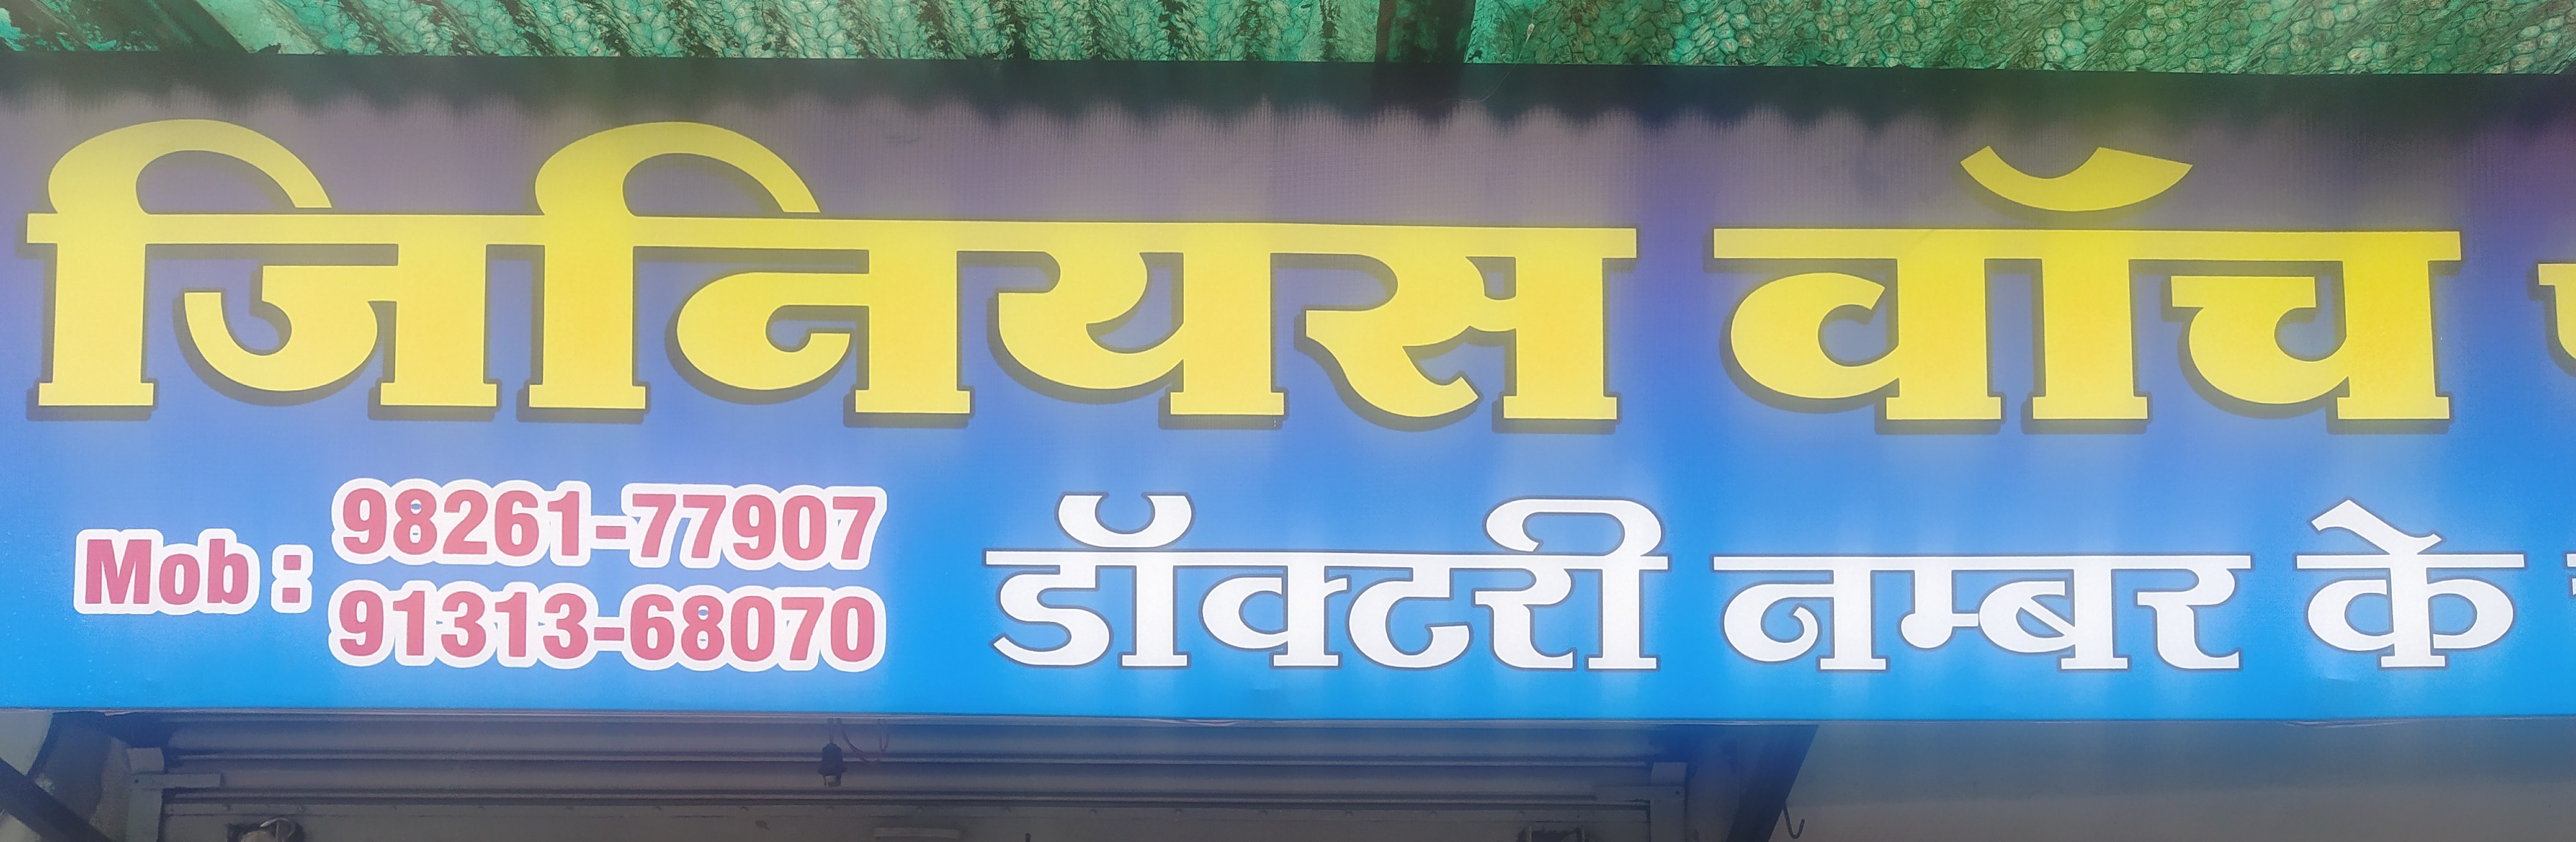 जिनियस वॉच
Mob : 98261-77907
91313-68070
डॉक्टरी नम्बर के